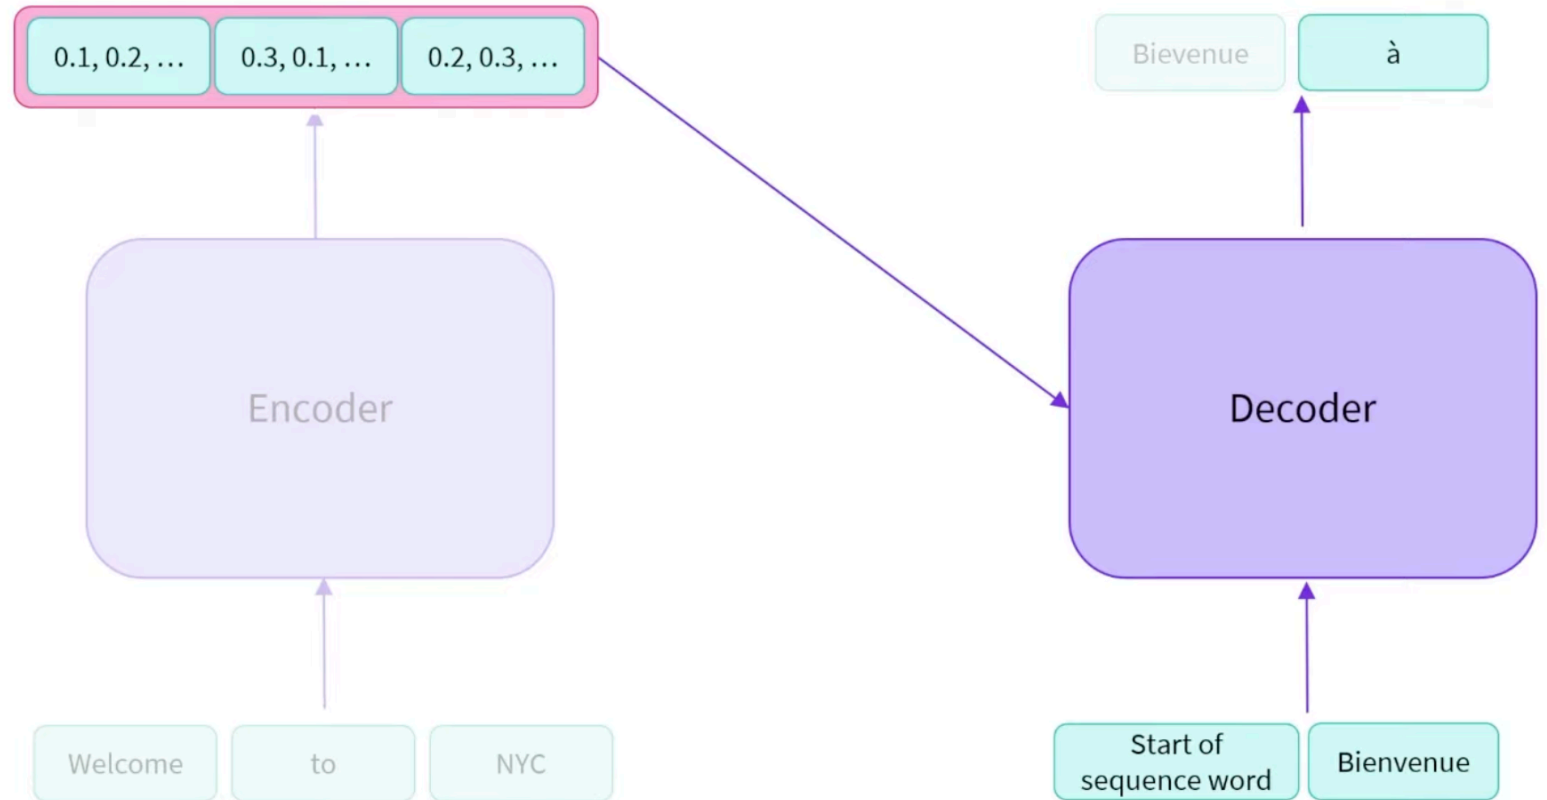 0.1, 0.2, ... 0.3, 0.1, ... 0.2, 0.3, ...
Bievenue à
Encoder
Decoder
Welcome to NYC
Start of
sequence word
Bienvenue